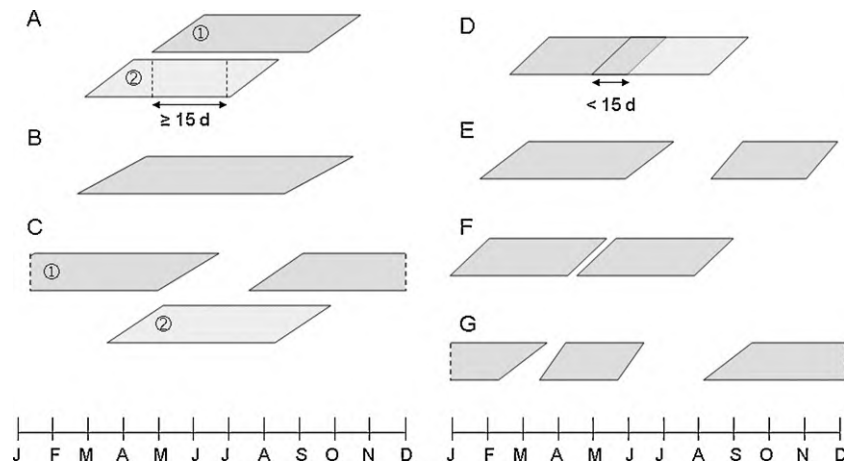 A
①
②
≥ 15 d
B
C
①
②
J F M A M J J A S O N D
D
< 15 d
E
F
G
J F M A M J J A S O N D